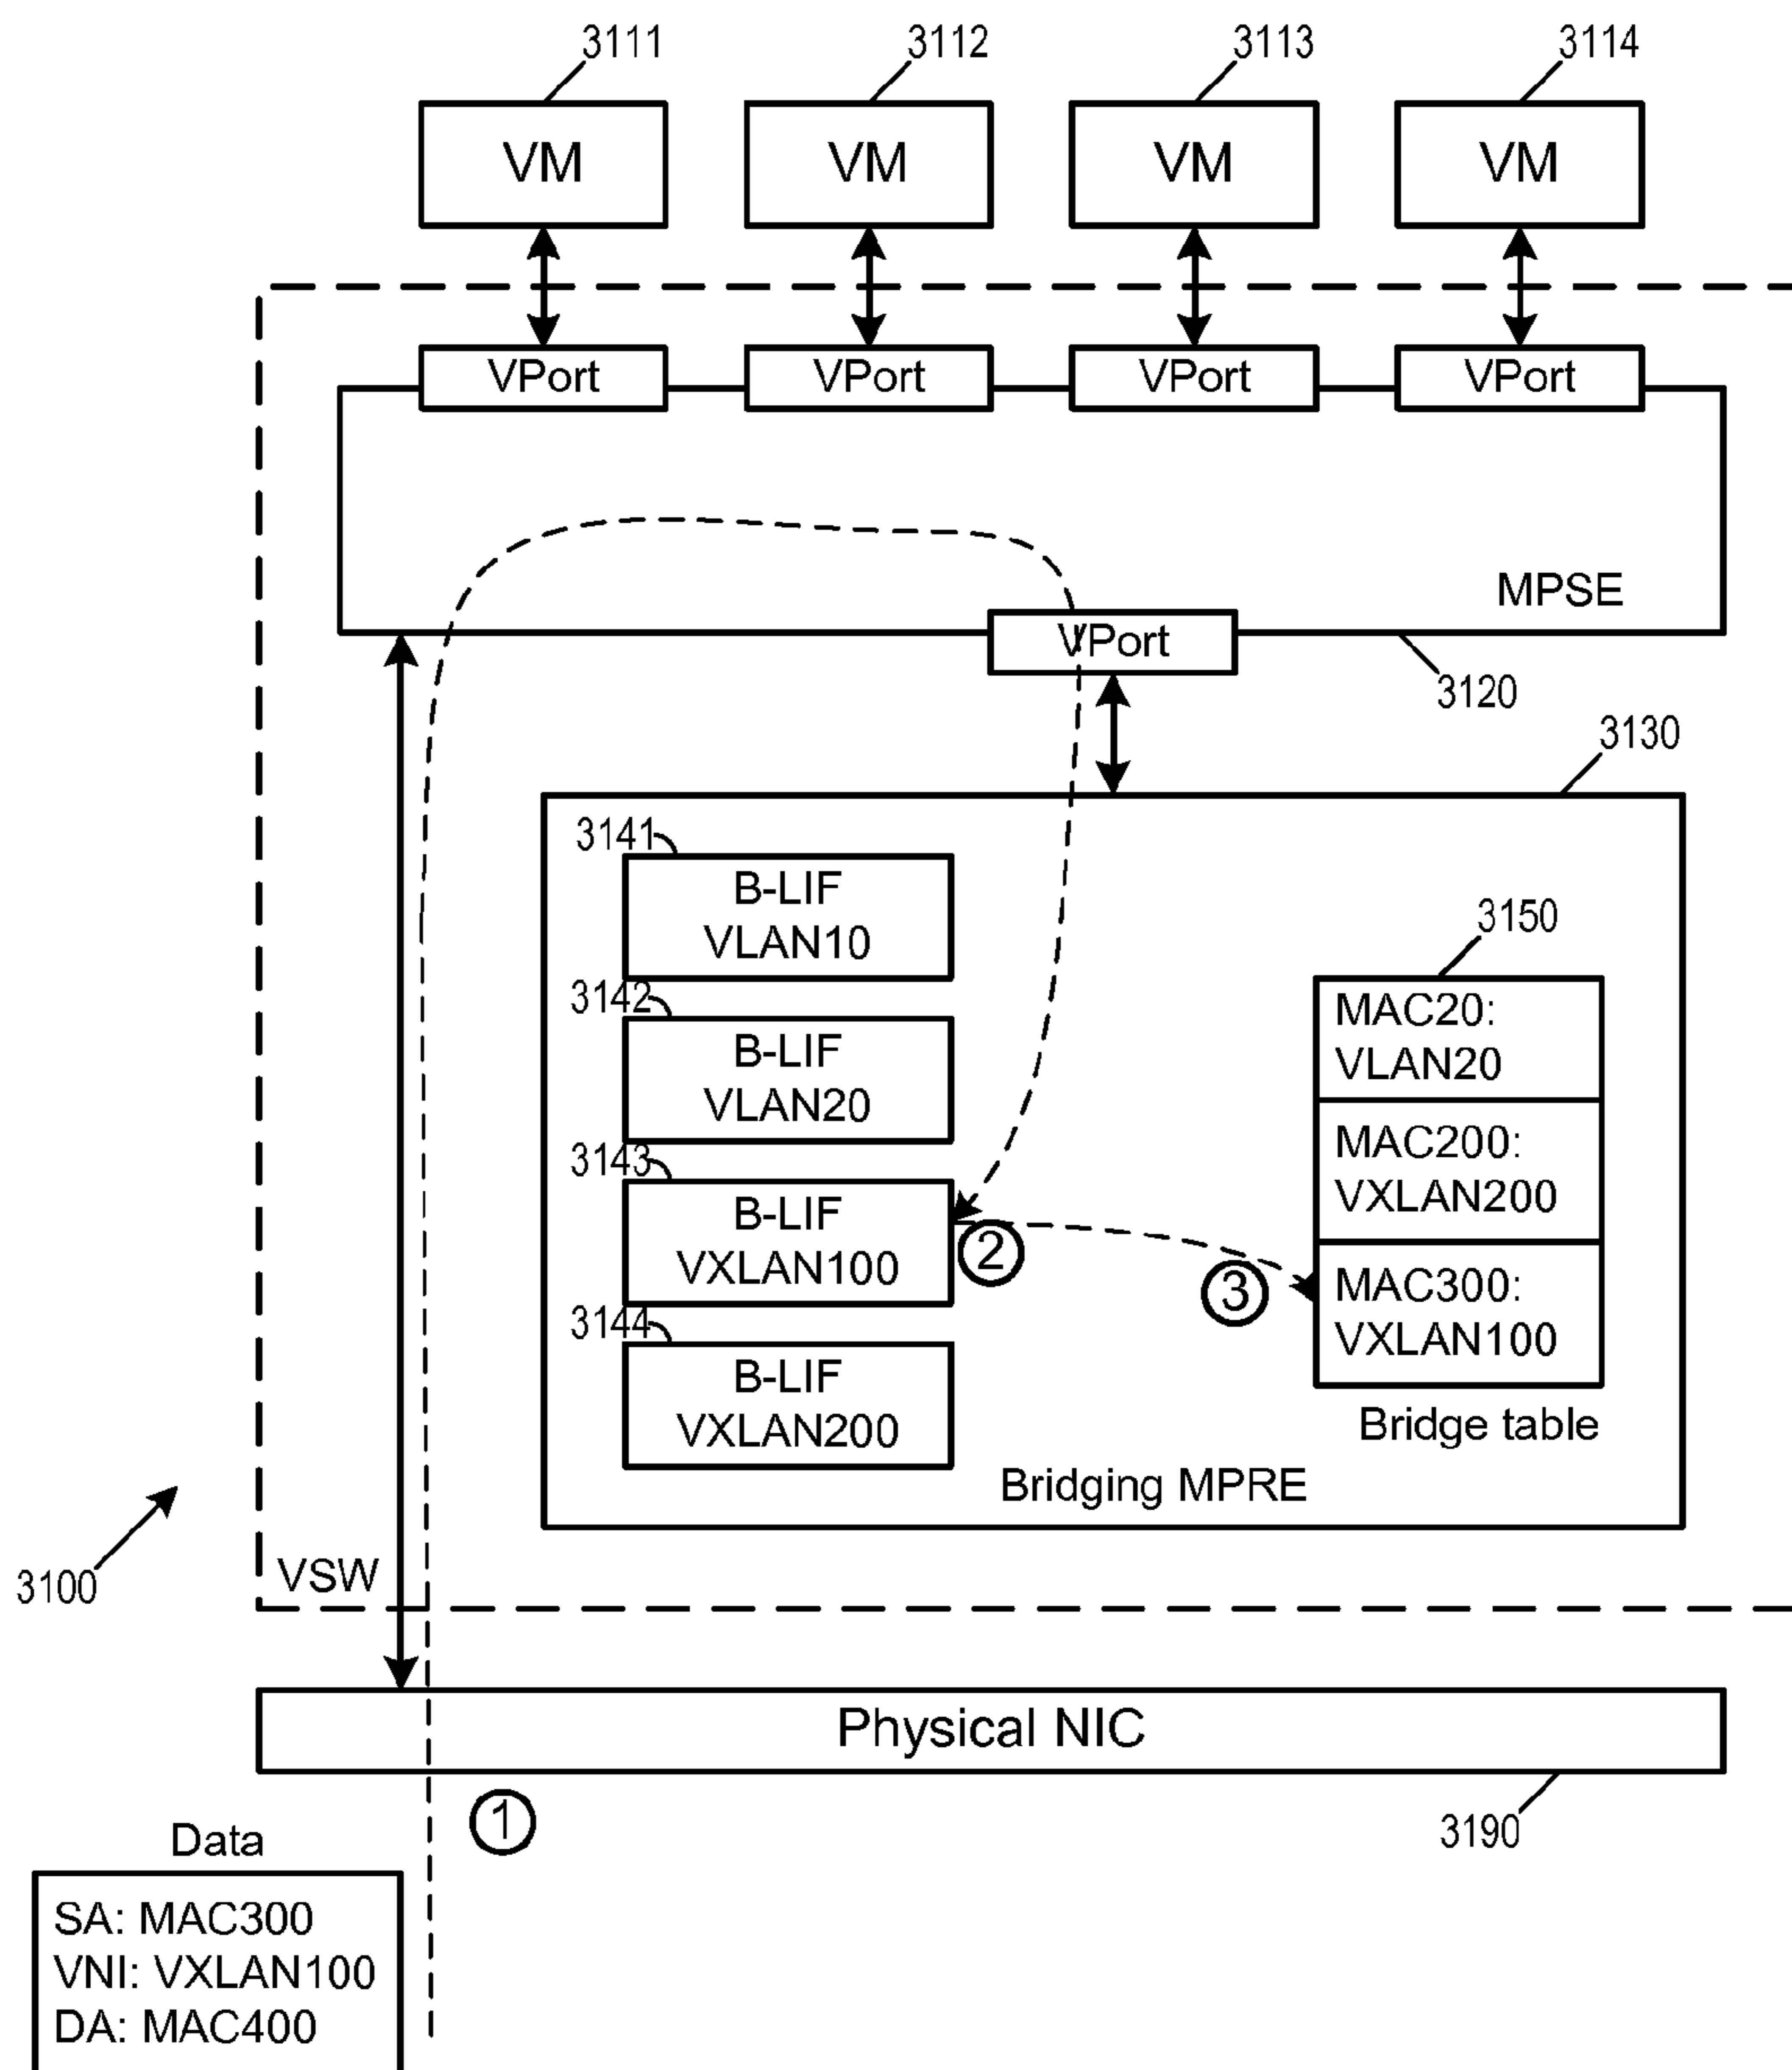 3111
3112
3113
3114
VM
VM
VM
VM
VPort
VPort
VPort
VPort
MPSE
VPort
3120
3130
3141
B-LIF
VLAN10
3142
B-LIF
VLAN20
3143
B-LIF
VXLAN100
3144
B-LIF
VXLAN200
2
3
3150
MAC20:
VLAN20
MAC200:
VXLAN200
MAC300:
VXLAN100
Bridge table
Bridging MPRE
3100
VSW
Physical NIC
1
3190
Data
SA: MAC300
VNI: VXLAN100
DA: MAC400